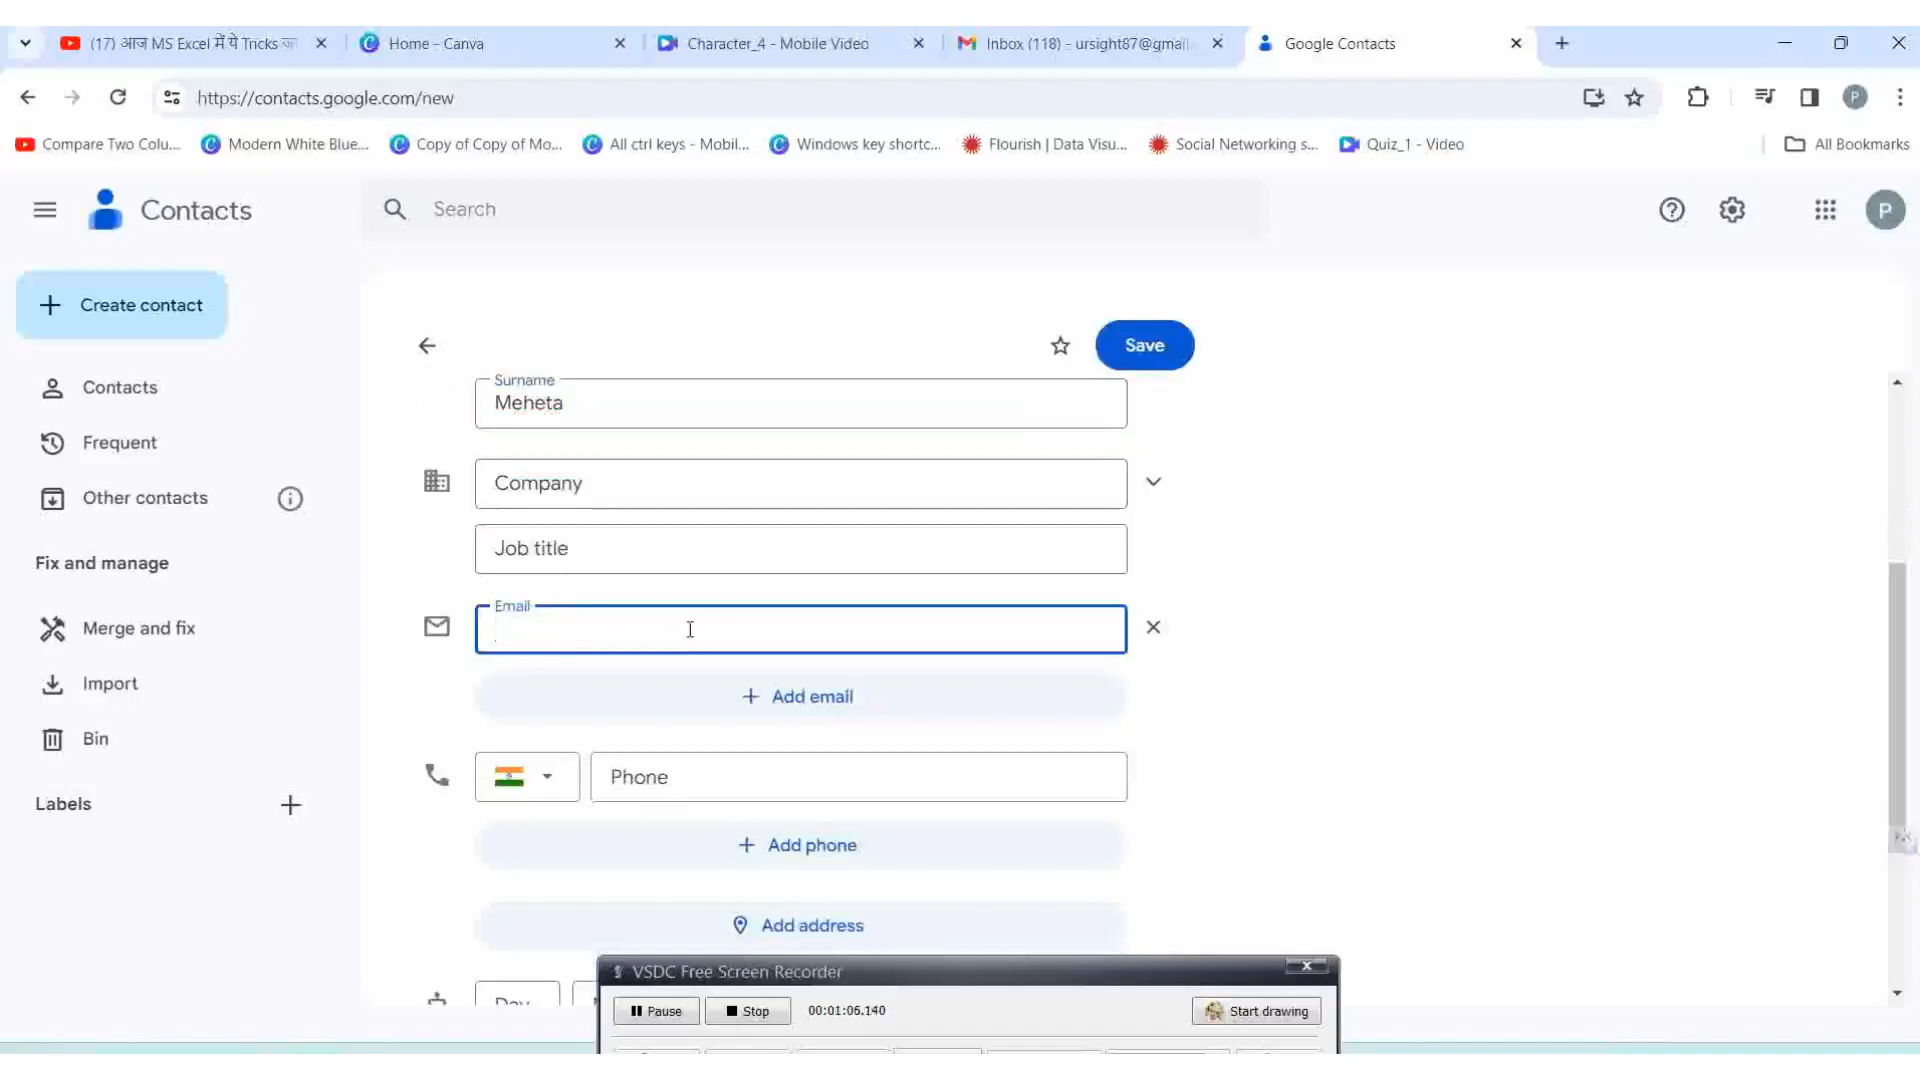 (17) आज MS Excel में ये Tricks
Home - Canva
Character_4 - Mobile Video
Inbox (118) - ursight87@gmai
Google Contacts
https://contacts.google.com/new
P
Compare Two Colu...
Modern White Blue...
Copy of Copy of Mo...
All ctrl keys - Mobil...
Windows key shortc...
Flourish | Data Visu...
Social Networking s...
Quiz_1 - Video
All Bookmarks
Contacts
Search
P
Create contact
Save
Surname
Meheta
Contacts
Frequent
Company
Other contacts
Job title
Fix and manage
Email
Merge and fix
Add email
Import
Bin
Phone
Labels
Add phone
Add address
VSDC Free Screen Recorder
Day
Pause
Stop
00:01:06.140
Start drawing